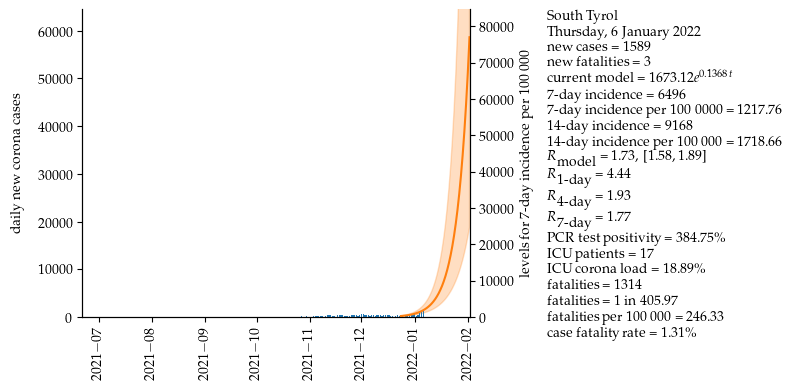 60000
50000
40000
30000
20000
10000
0
daily new corona cases
80000
70000
60000
50000
40000
30000
20000
10000
0
levels for 7-day incidence per 100 000
2021−07
2021−08
2021−09
2021−10
2021−11
2021−12
2022−01
2022−02
South Tyrol
Thursday, 6 January 2022
new cases = 1589
new fatalities = 3
current model = 1673.12e^0.1368 t
7-day incidence = 6496
7-day incidence per 100 0000 = 1217.76
14-day incidence = 9168
14-day incidence per 100 000 = 1718.66
R_model = 1.73, [1.58, 1.89]
R_1-day = 4.44
R_4-day = 1.93
R_7-day = 1.77
PCR test positivity = 384.75%
ICU patients = 17
ICU corona load = 18.89%
fatalities = 1314
fatalities = 1 in 405.97
fatalities per 100 000 = 246.33
case fatality rate = 1.31%